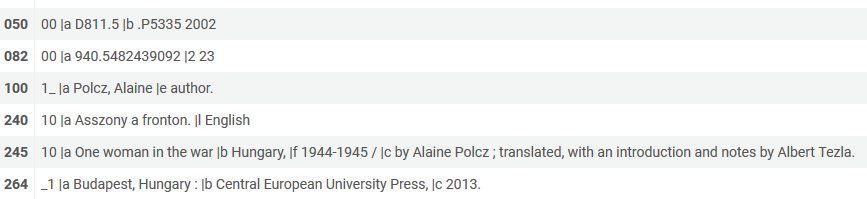 050 00 |a D811.5 |b .P5335 2002
082 00 |a 940.5482439092 |2 23
100 1_ |a Polcz, Alaine |e author.
240 10 |a Asszony a fronton. |l English
245 10 |a One woman in the war |b Hungary, |f 1944-1945 / |c by Alaine Polcz ; translated, with an introduction and notes by Albert Tezla.
264 _1 |a Budapest, Hungary : |b Central European University Press, |c 2013.